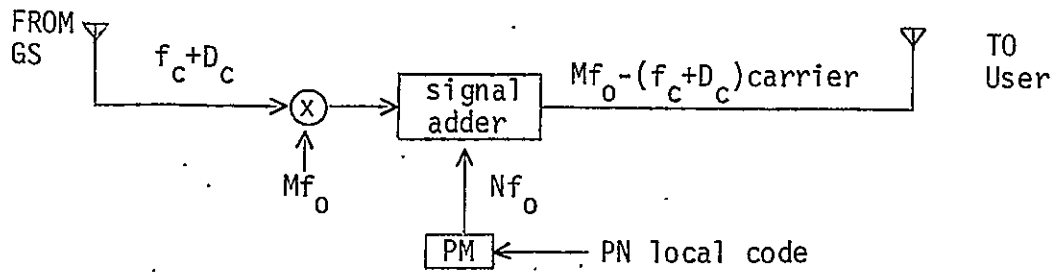 FROM
GS
f_c+D_c
X
Mf_o
signal
adder
Mf_o-(f_c+D_c)carrier
TO
User
Nf_o
PM
PN local code